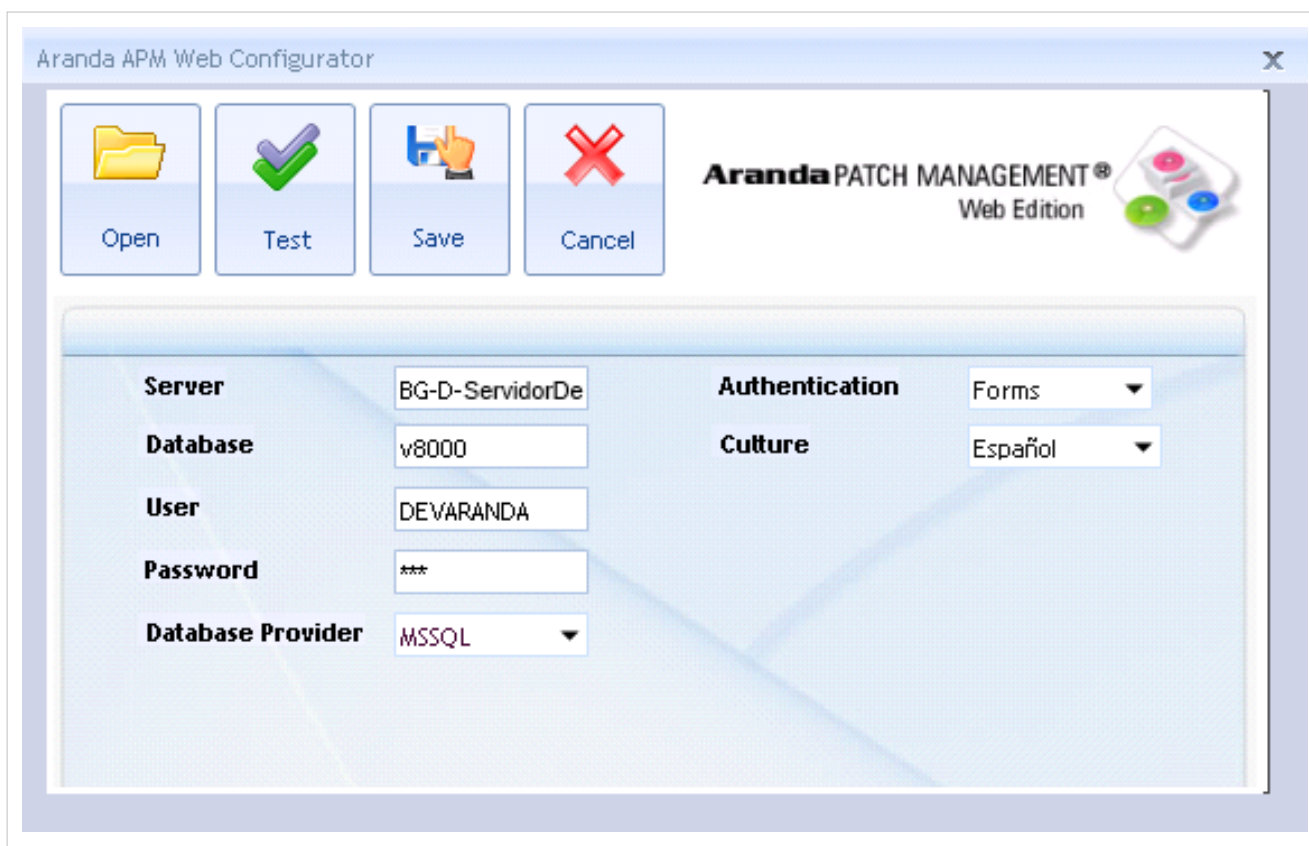 Aranda APM Web Configurator
Open Test Save Cancel
Aranda PATCH MANAGEMENT ®
Web Edition
Server BG-D-ServidorDe Authentication Forms
Database v8000 Culture Español
User DEVARANDA
Password ***
Database Provider MSSQL